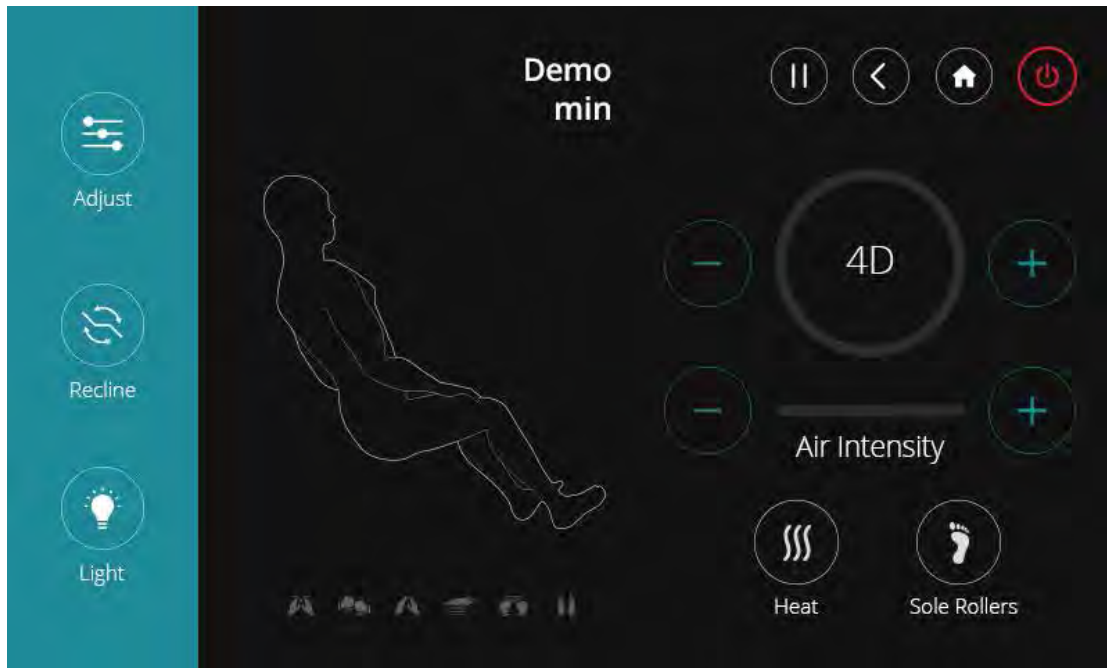 Demo
min
Adjust
4D
Recline
Air Intensity
Light
Heat
Sole Rollers